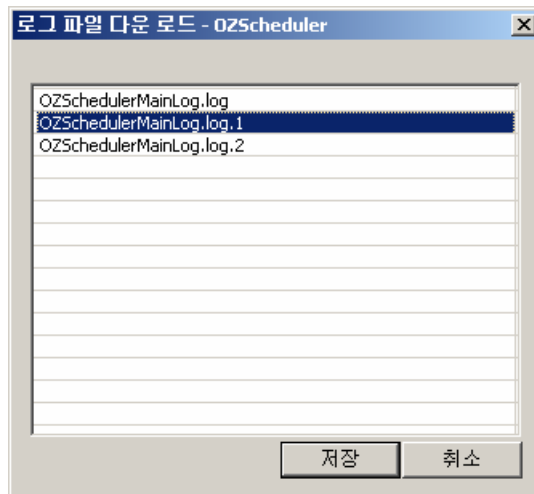 로그 파일 다운 로드 - OZScheduler
OZSchedulerMainLog.log
OZSchedulerMainLog.log.1
OZSchedulerMainLog.log.2
저장 취소